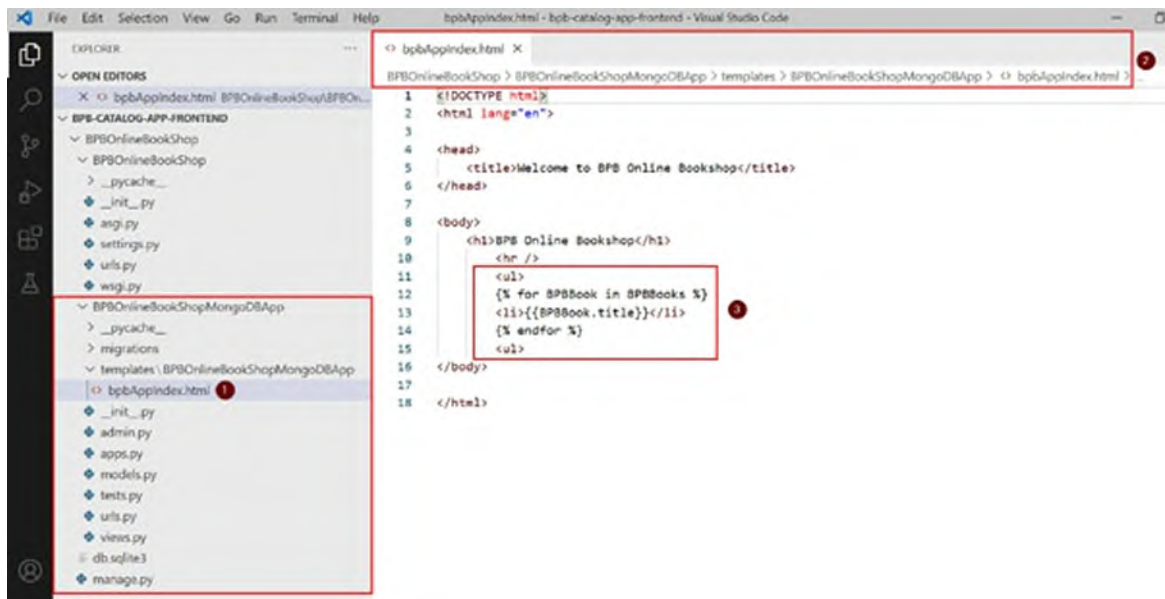 File Edit Selection View Go Run Terminal Help bpbAppIndex.html - bpb-catalog-app-frontend - Visual Studio Code
EXPLORER ...
OPEN EDITORS
X <> bpbAppIndex.html BPBOnlineBookShop\BPBOn...
BPB-CATALOG-APP-FRONTEND
BPBOnlineBookShop
BPBOnlineBookShop
__pycache__
__init__.py
asgi.py
settings.py
urls.py
wsgi.py
BPBOnlineBookShopMongoDBApp
__pycache__
migrations
templates \ BPBOnlineBookShopMongoDBApp
<> bpbAppIndex.html 1
__init__.py
admin.py
apps.py
models.py
tests.py
urls.py
views.py
db.sqlite3
manage.py
<> bpbAppIndex.html X
2
BPBOnlineBookShop > BPBOnlineBookShopMongoDBApp > templates > BPBOnlineBookShopMongoDBApp > <> bpbAppIndex.html > ...
1 <!DOCTYPE html>
2 <html lang="en">
3
4 <head>
5 <title>Welcome to BPB Online Bookshop</title>
6 </head>
7
8 <body>
9 <h1>BPB Online Bookshop</h1>
10 <hr />
11 <ul>
12 {% for BPBBook in BPBBooks %}
13 <li>{{BPBBook.title}}</li> 3
14 {% endfor %}
15 <ul>
16 </body>
17
18 </html>